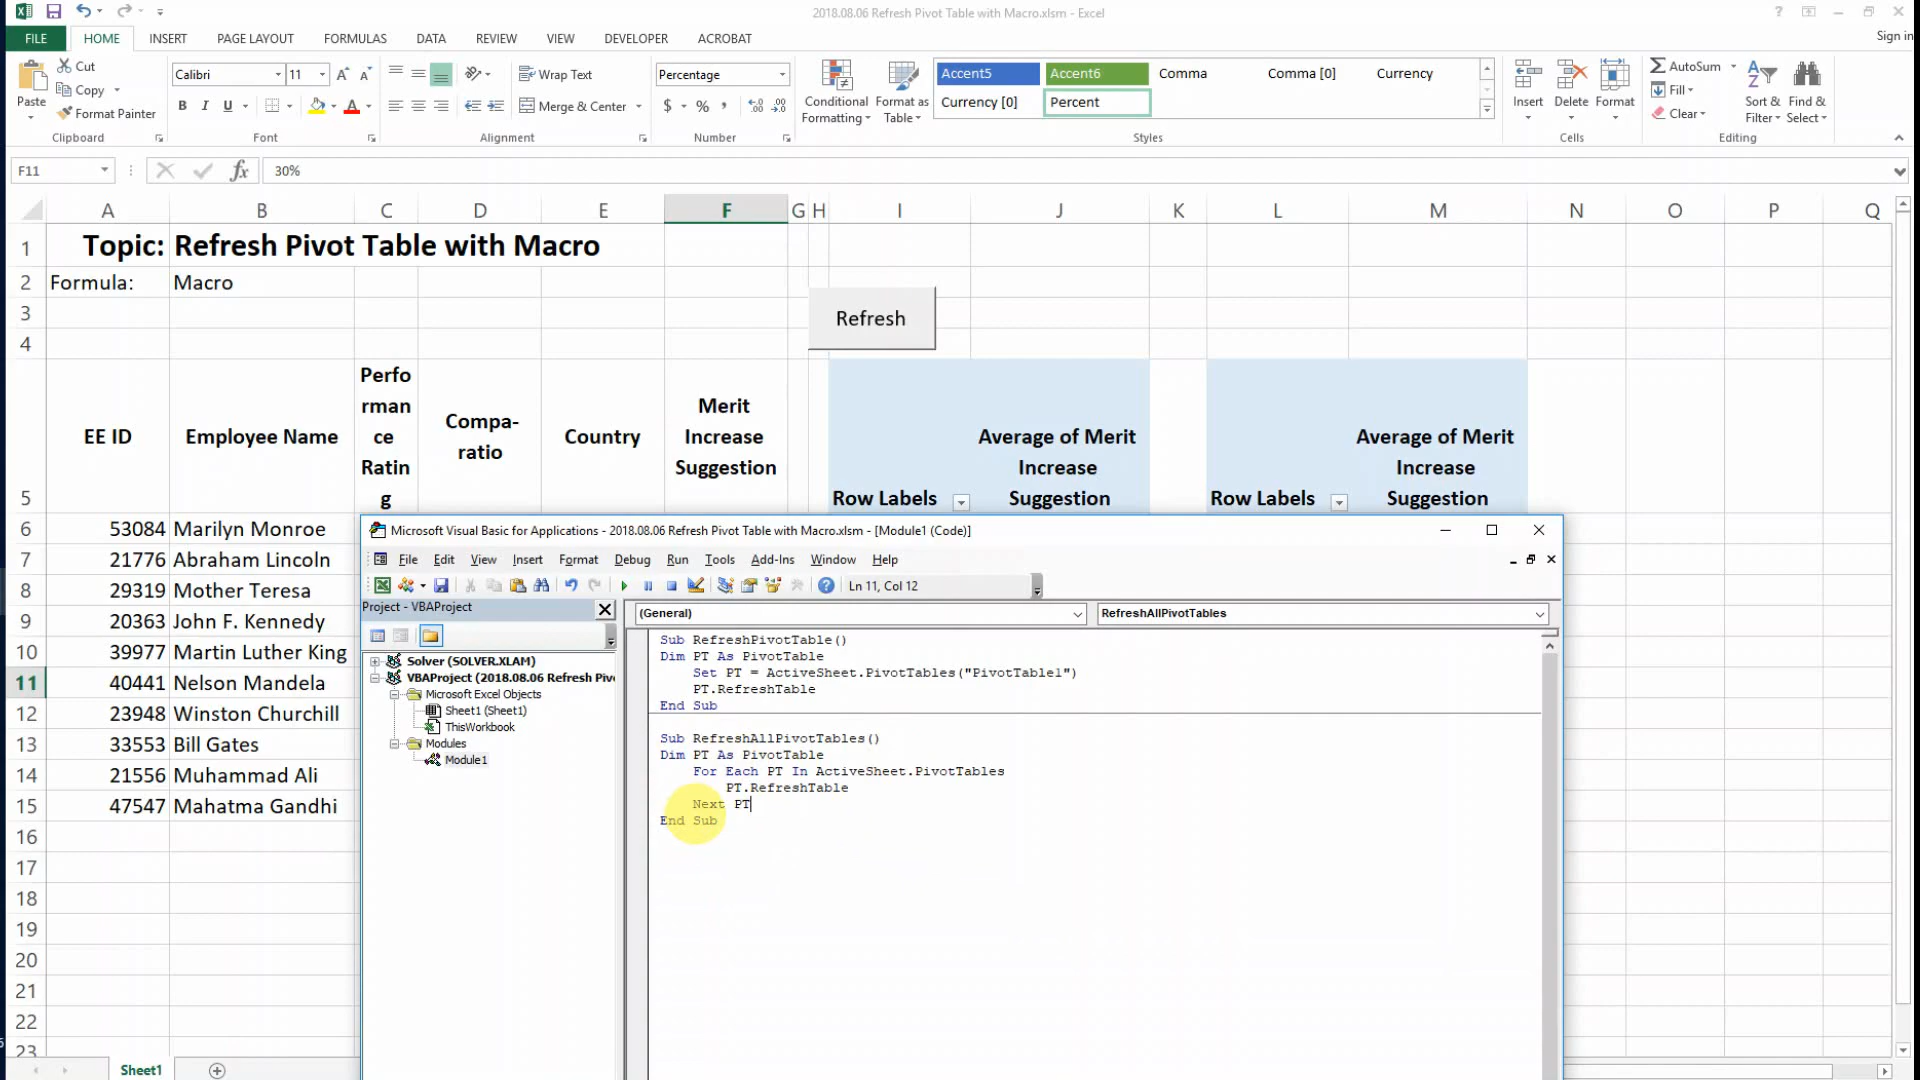 2018.08.06 Refresh Pivot Table with Macro.xlsm - Excel
Sign in
FILE HOME INSERT PAGE LAYOUT FORMULAS DATA REVIEW VIEW DEVELOPER ACROBAT
Paste
Cut
Copy
Format Painter
Clipboard
Calibri 11
B I U
Font
Wrap Text
Merge & Center
Alignment
Percentage
$ % ,
Number
Conditional Formatting
Format as Table
Accent5 Accent6 Comma Comma [0] Currency
Currency [0] Percent
Styles
Insert Delete Format
Cells
AutoSum
Fill
Clear
Sort & Filter
Find & Select
Editing
F11 fx 30%
A B C D E F G H I J K L M N O P Q
1 Topic: Refresh Pivot Table with Macro
2 Formula: Macro
3
Refresh
4
5 EE ID Employee Name Performance Rating Compa-ratio Country Merit Increase Suggestion Row Labels Average of Merit Increase Suggestion Row Labels Average of Merit Increase Suggestion
6 53084 Marilyn Monroe
7 21776 Abraham Lincoln
8 29319 Mother Teresa
9 20363 John F. Kennedy
10 39977 Martin Luther King
11 40441 Nelson Mandela
12 23948 Winston Churchill
13 33553 Bill Gates
14 21556 Muhammad Ali
15 47547 Mahatma Gandhi
16
17
18
19
20
21
22
23
Sheet1
Microsoft Visual Basic for Applications - 2018.08.06 Refresh Pivot Table with Macro.xlsm - [Module1 (Code)]
File Edit View Insert Format Debug Run Tools Add-Ins Window Help
Ln 11, Col 12
Project - VBAProject
Solver (SOLVER.XLAM)
VBAProject (2018.08.06 Refresh Piv
Microsoft Excel Objects
Sheet1 (Sheet1)
ThisWorkbook
Modules
Module1
(General) RefreshAllPivotTables
Sub RefreshPivotTable()
Dim PT As PivotTable
Set PT = ActiveSheet.PivotTables("PivotTable1")
PT.RefreshTable
End Sub
Sub RefreshAllPivotTables()
Dim PT As PivotTable
For Each PT In ActiveSheet.PivotTables
PT.RefreshTable
Next PT
End Sub